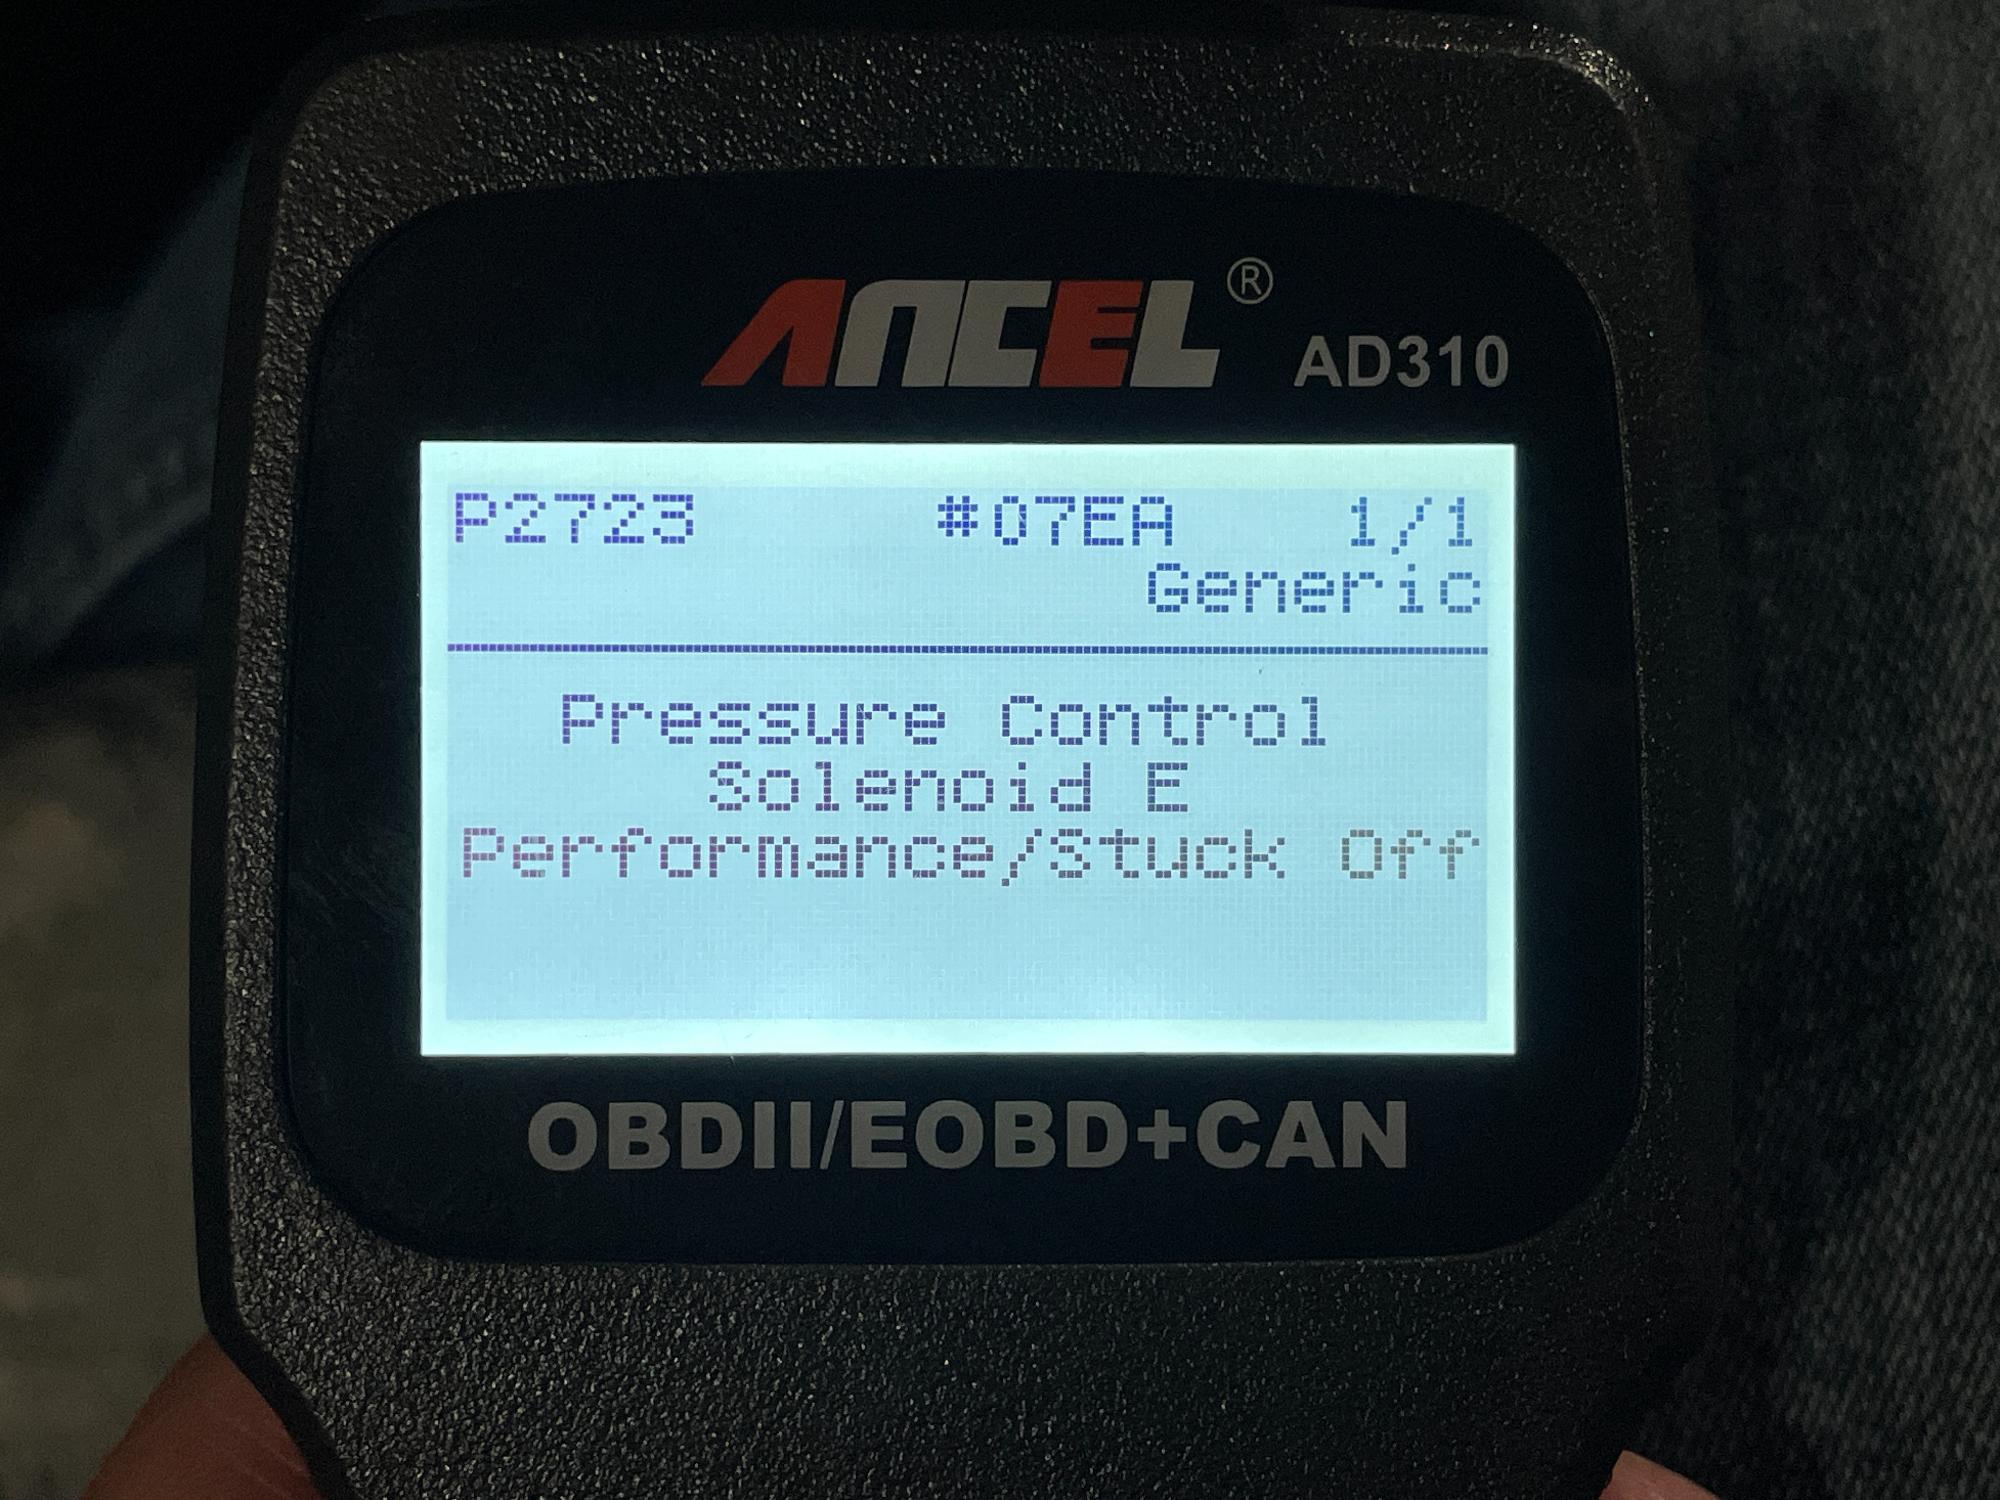 ANCEL®
AD310
P2723 #07EA 1/1
Generic
Pressure Control
Solenoid E
Performance/Stuck Off
OBDII/EOBD+CAN